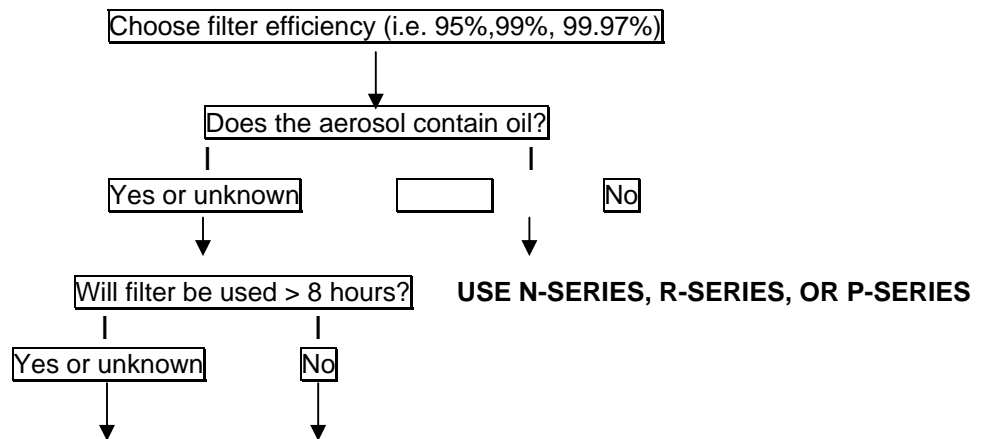 Choose filter efficiency (i.e. 95%,99%, 99.97%)
Does the aerosol contain oil?
Yes or unknown
No
Will filter be used > 8 hours?
USE N-SERIES, R-SERIES, OR P-SERIES
Yes or unknown
No